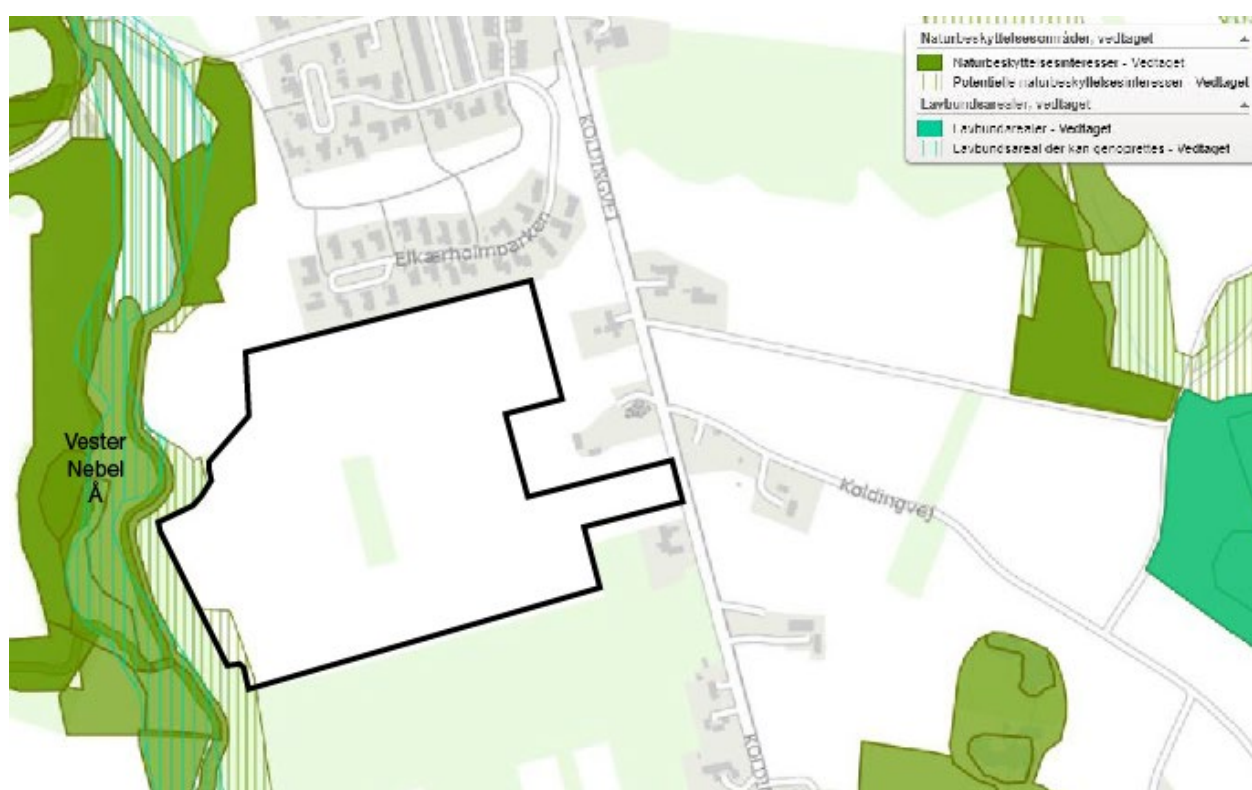 Naturbeskyttelsesområder, vedtaget
Naturbeskyttelsesinteresser - Vedtaget
Potentielle naturbeskyttelsesinteresser - Vedtaget
Lavbundsarealer, vedtaget
Lavbundarealer - Vedtaget
Lavbundsareal der kan genoprettes - Vedtaget
KOLDINGVEJ
Elkærholmparken
Vester
Nebel
Å
Koldingvej